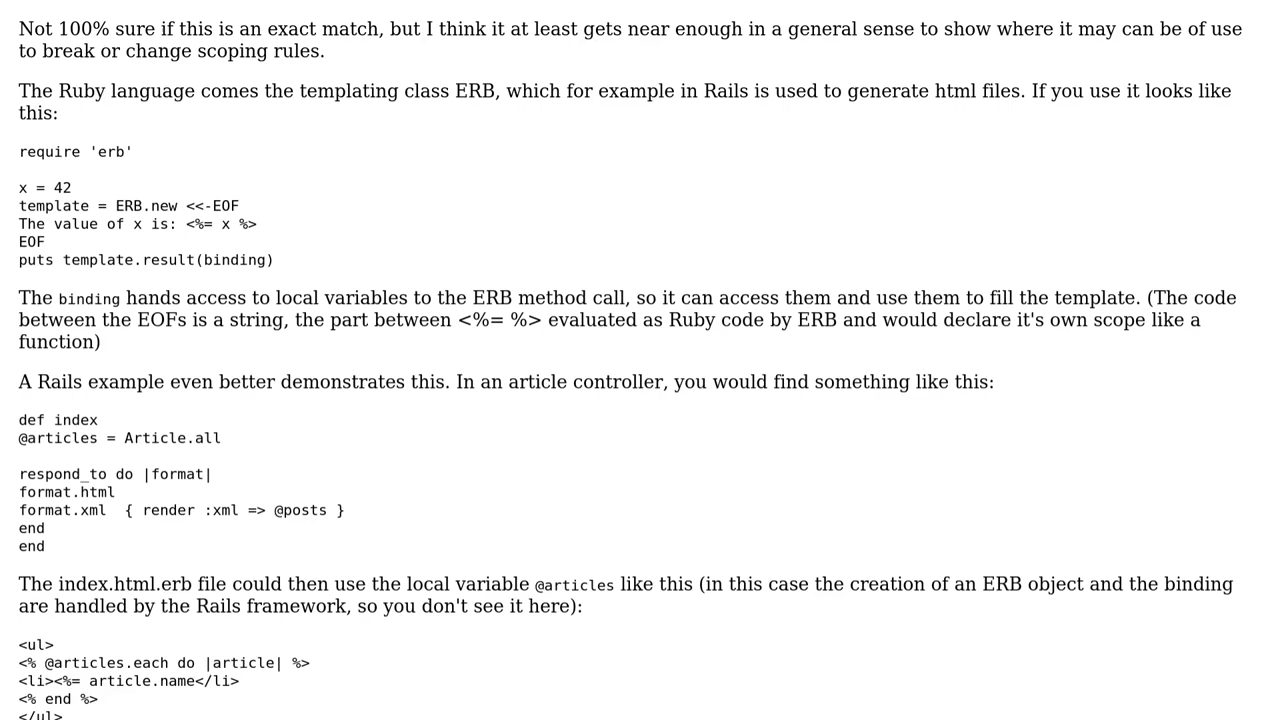 Not 100% sure if this is an exact match, but I think it at least gets near enough in a general sense to show where it may can be of use
to break or change scoping rules.
The Ruby language comes the templating class ERB, which for example in Rails is used to generate html files. If you use it looks like
this:
require 'erb'
x = 42
template = ERB.new <<-EOF
The value of x is: <%= x %>
EOF
puts template.result(binding)
The binding hands access to local variables to the ERB method call, so it can access them and use them to fill the template. (The code
between the EOFs is a string, the part between <%= %> evaluated as Ruby code by ERB and would declare it's own scope like a
function)
A Rails example even better demonstrates this. In an article controller, you would find something like this:
def index
@articles = Article.all
respond_to do |format|
format.html
format.xml  { render :xml => @posts }
end
end
The index.html.erb file could then use the local variable @articles like this (in this case the creation of an ERB object and the binding
are handled by the Rails framework, so you don't see it here):
<ul>
<% @articles.each do |article| %>
<li><%= article.name</li>
<% end %>
</ul>